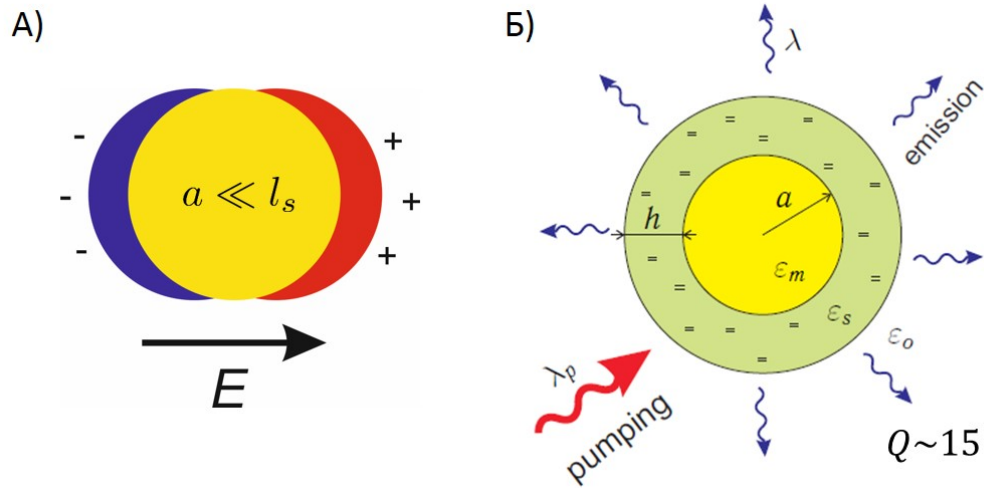 А)
- + 
- a ≪ l_s +
- +
E
Б)
λ
emission
a
h
ε_m
ε_s
ε_o
λ_p
pumping
Q~15